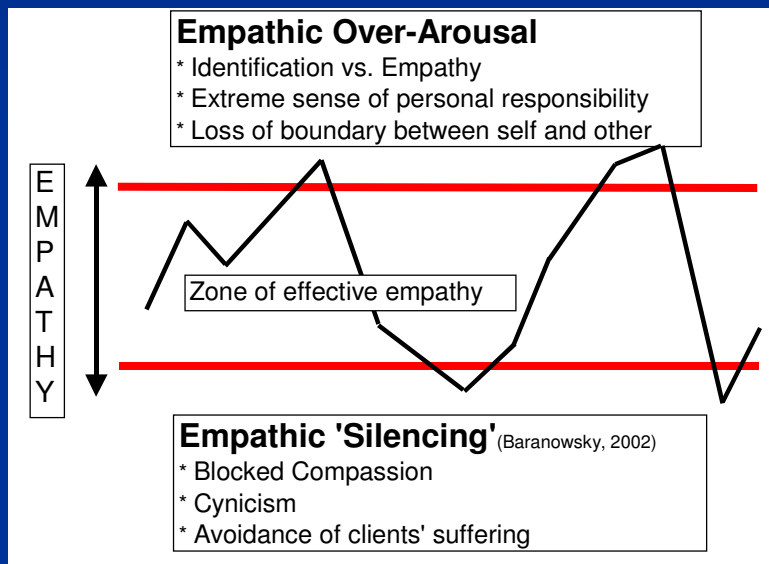 Empathic Over-Arousal
* Identification vs. Empathy
* Extreme sense of personal responsibility
* Loss of boundary between self and other
E
M
P
A
T
H
Y
Zone of effective empathy
Empathic 'Silencing'(Baranowsky, 2002)
* Blocked Compassion
* Cynicism
* Avoidance of clients' suffering